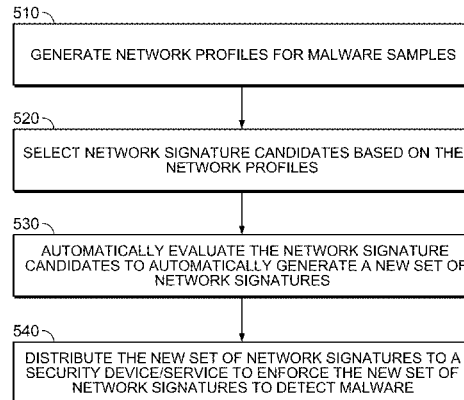 510
GENERATE NETWORK PROFILES FOR MALWARE SAMPLES
520
SELECT NETWORK SIGNATURE CANDIDATES BASED ON THE
NETWORK PROFILES
530
AUTOMATICALLY EVALUATE THE NETWORK SIGNATURE
CANDIDATES TO AUTOMATICALLY GENERATE A NEW SET OF
NETWORK SIGNATURES
540
DISTRIBUTE THE NEW SET OF NETWORK SIGNATURES TO A
SECURITY DEVICE/SERVICE TO ENFORCE THE NEW SET OF
NETWORK SIGNATURES TO DETECT MALWARE